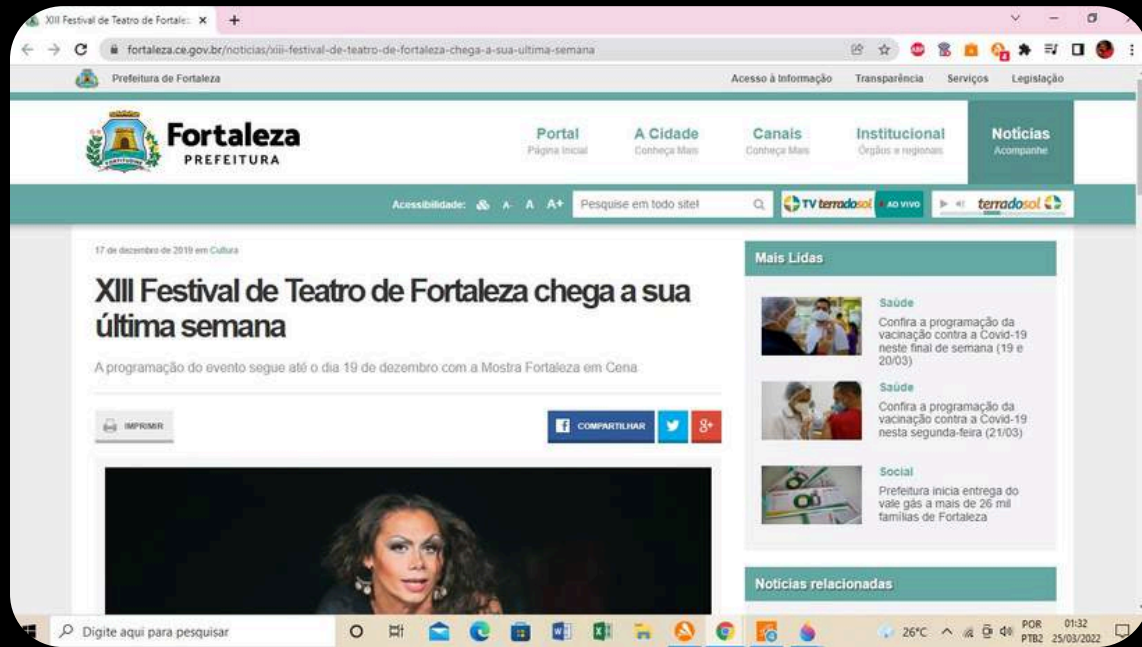 XIII Festival de Teatro de Fortale
fortaleza.ce.gov.br/noticias/xiii-festival-de-teatro-de-fortaleza-chega-a-sua-ultima-semana
Prefeitura de Fortaleza
Acesso à Informação Transparência Serviços Legislação
Fortaleza
PREFEITURA
Portal
Página Inicial
A Cidade
Conheça Mais
Canais
Conheça Mais
Institucional
Órgãos e regionais
Notícias
Acompanhe
Acessibilidade: A- A A+ Pesquise em todo site!
TV terradosol AO VIVO
terradosol
17 de dezembro de 2019 em Cultura
XIII Festival de Teatro de Fortaleza chega a sua
última semana
A programação do evento segue até o dia 19 de dezembro com a Mostra Fortaleza em Cena
IMPRIMIR
COMPARTILHAR
g+
Mais Lidas
Saúde
Confira a programação da
vacinação contra a Covid-19
neste final de semana (19 e
20/03)
Saúde
Confira a programação da
vacinação contra a Covid-19
nesta segunda-feira (21/03)
Social
Prefeitura inicia entrega do
vale gás a mais de 26 mil
famílias de Fortaleza
Notícias relacionadas
Digite aqui para pesquisar
26°C
POR
PTB2
01:32
25/03/2022